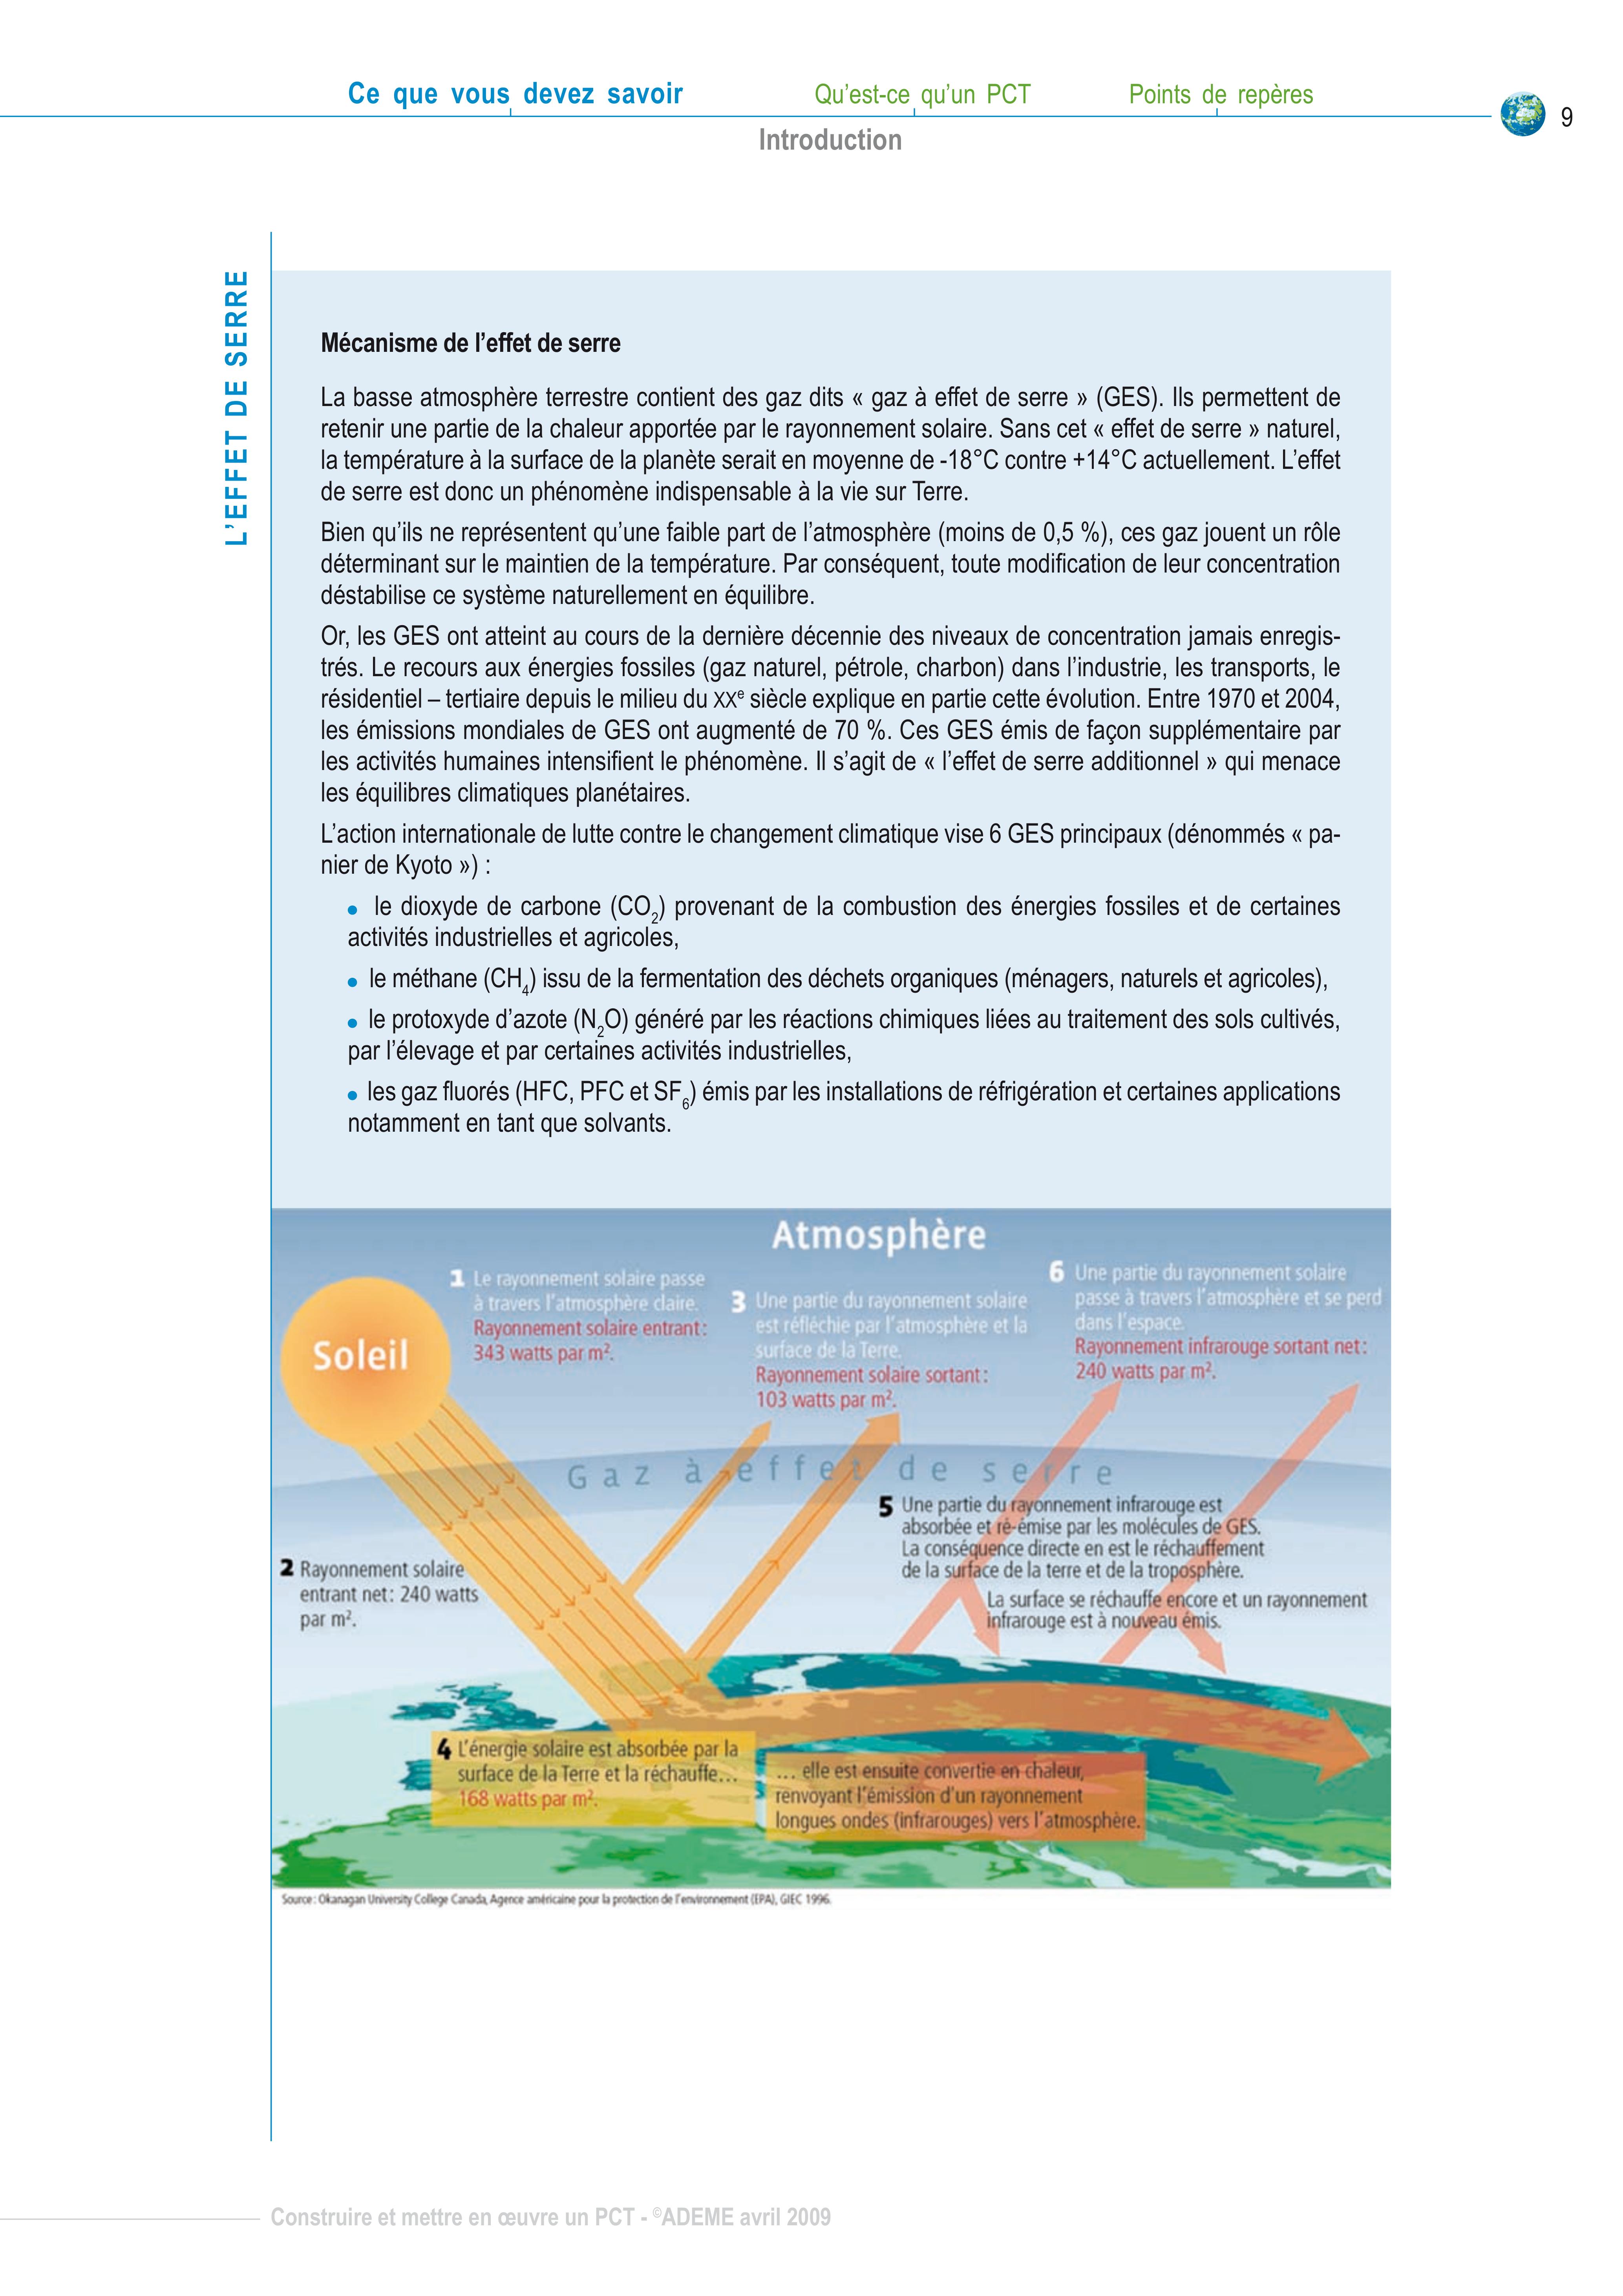 Ce que vous devez savoir
Qu’est-ce qu’un PCT
Points de repères
9
Introduction
L’EFFET DE SERRE
Mécanisme de l’effet de serre
La basse atmosphère terrestre contient des gaz dits « gaz à effet de serre » (GES). Ils permettent de
retenir une partie de la chaleur apportée par le rayonnement solaire. Sans cet « effet de serre » naturel,
la température à la surface de la planète serait en moyenne de -18°C contre +14°C actuellement. L’effet
de serre est donc un phénomène indispensable à la vie sur Terre.
Bien qu’ils ne représentent qu’une faible part de l’atmosphère (moins de 0,5 %), ces gaz jouent un rôle
déterminant sur le maintien de la température. Par conséquent, toute modification de leur concentration
déstabilise ce système naturellement en équilibre.
Or, les GES ont atteint au cours de la dernière décennie des niveaux de concentration jamais enregis-
trés. Le recours aux énergies fossiles (gaz naturel, pétrole, charbon) dans l’industrie, les transports, le
résidentiel – tertiaire depuis le milieu du XXe siècle explique en partie cette évolution. Entre 1970 et 2004,
les émissions mondiales de GES ont augmenté de 70 %. Ces GES émis de façon supplémentaire par
les activités humaines intensifient le phénomène. Il s’agit de « l’effet de serre additionnel » qui menace
les équilibres climatiques planétaires.
L’action internationale de lutte contre le changement climatique vise 6 GES principaux (dénommés « pa-
nier de Kyoto ») :
• le dioxyde de carbone (CO2) provenant de la combustion des énergies fossiles et de certaines
activités industrielles et agricoles,
• le méthane (CH4) issu de la fermentation des déchets organiques (ménagers, naturels et agricoles),
• le protoxyde d’azote (N2O) généré par les réactions chimiques liées au traitement des sols cultivés,
par l’élevage et par certaines activités industrielles,
• les gaz fluorés (HFC, PFC et SF6) émis par les installations de réfrigération et certaines applications
notamment en tant que solvants.
Atmosphère
Soleil
1 Le rayonnement solaire passe
à travers l’atmosphère claire.
Rayonnement solaire entrant :
343 watts par m².
3 Une partie du rayonnement solaire
est réfléchie par l’atmosphère et la
surface de la Terre.
Rayonnement solaire sortant :
103 watts par m².
6 Une partie du rayonnement solaire
passe à travers l’atmosphère et se perd
dans l’espace.
Rayonnement infrarouge sortant net :
240 watts par m².
Gaz à effet de serre
5 Une partie du rayonnement infrarouge est
absorbée et ré-émise par les molécules de GES.
La conséquence directe en est le réchauffement
de la surface de la terre et de la troposphère.
La surface se réchauffe encore et un rayonnement
infrarouge est à nouveau émis.
2 Rayonnement solaire
entrant net : 240 watts
par m².
4 L’énergie solaire est absorbée par la
surface de la Terre et la réchauffe…
168 watts par m².
… elle est ensuite convertie en chaleur,
renvoyant l’émission d’un rayonnement
longues ondes (infrarouges) vers l’atmosphère.
Source : Okanagan University College Canada, Agence américaine pour la protection de l’environnement (EPA), GIEC 1996.
Construire et mettre en œuvre un PCT - ©ADEME avril 2009